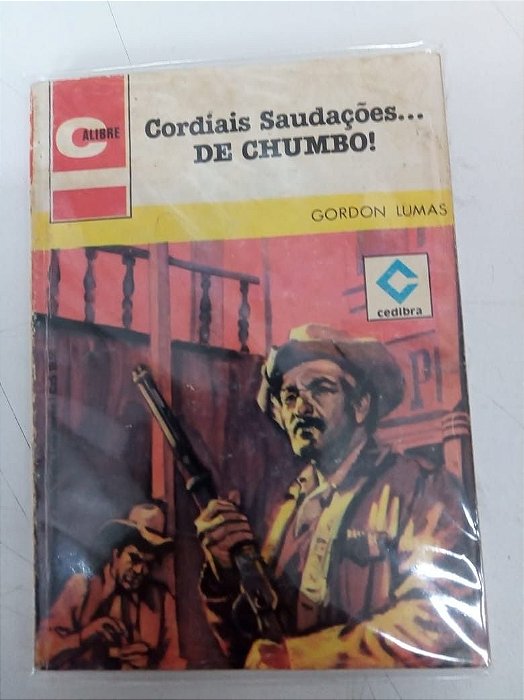 CALIBRE
Cordiais Saudações...
DE CHUMBO!
GORDON LUMAS
cedibra
P